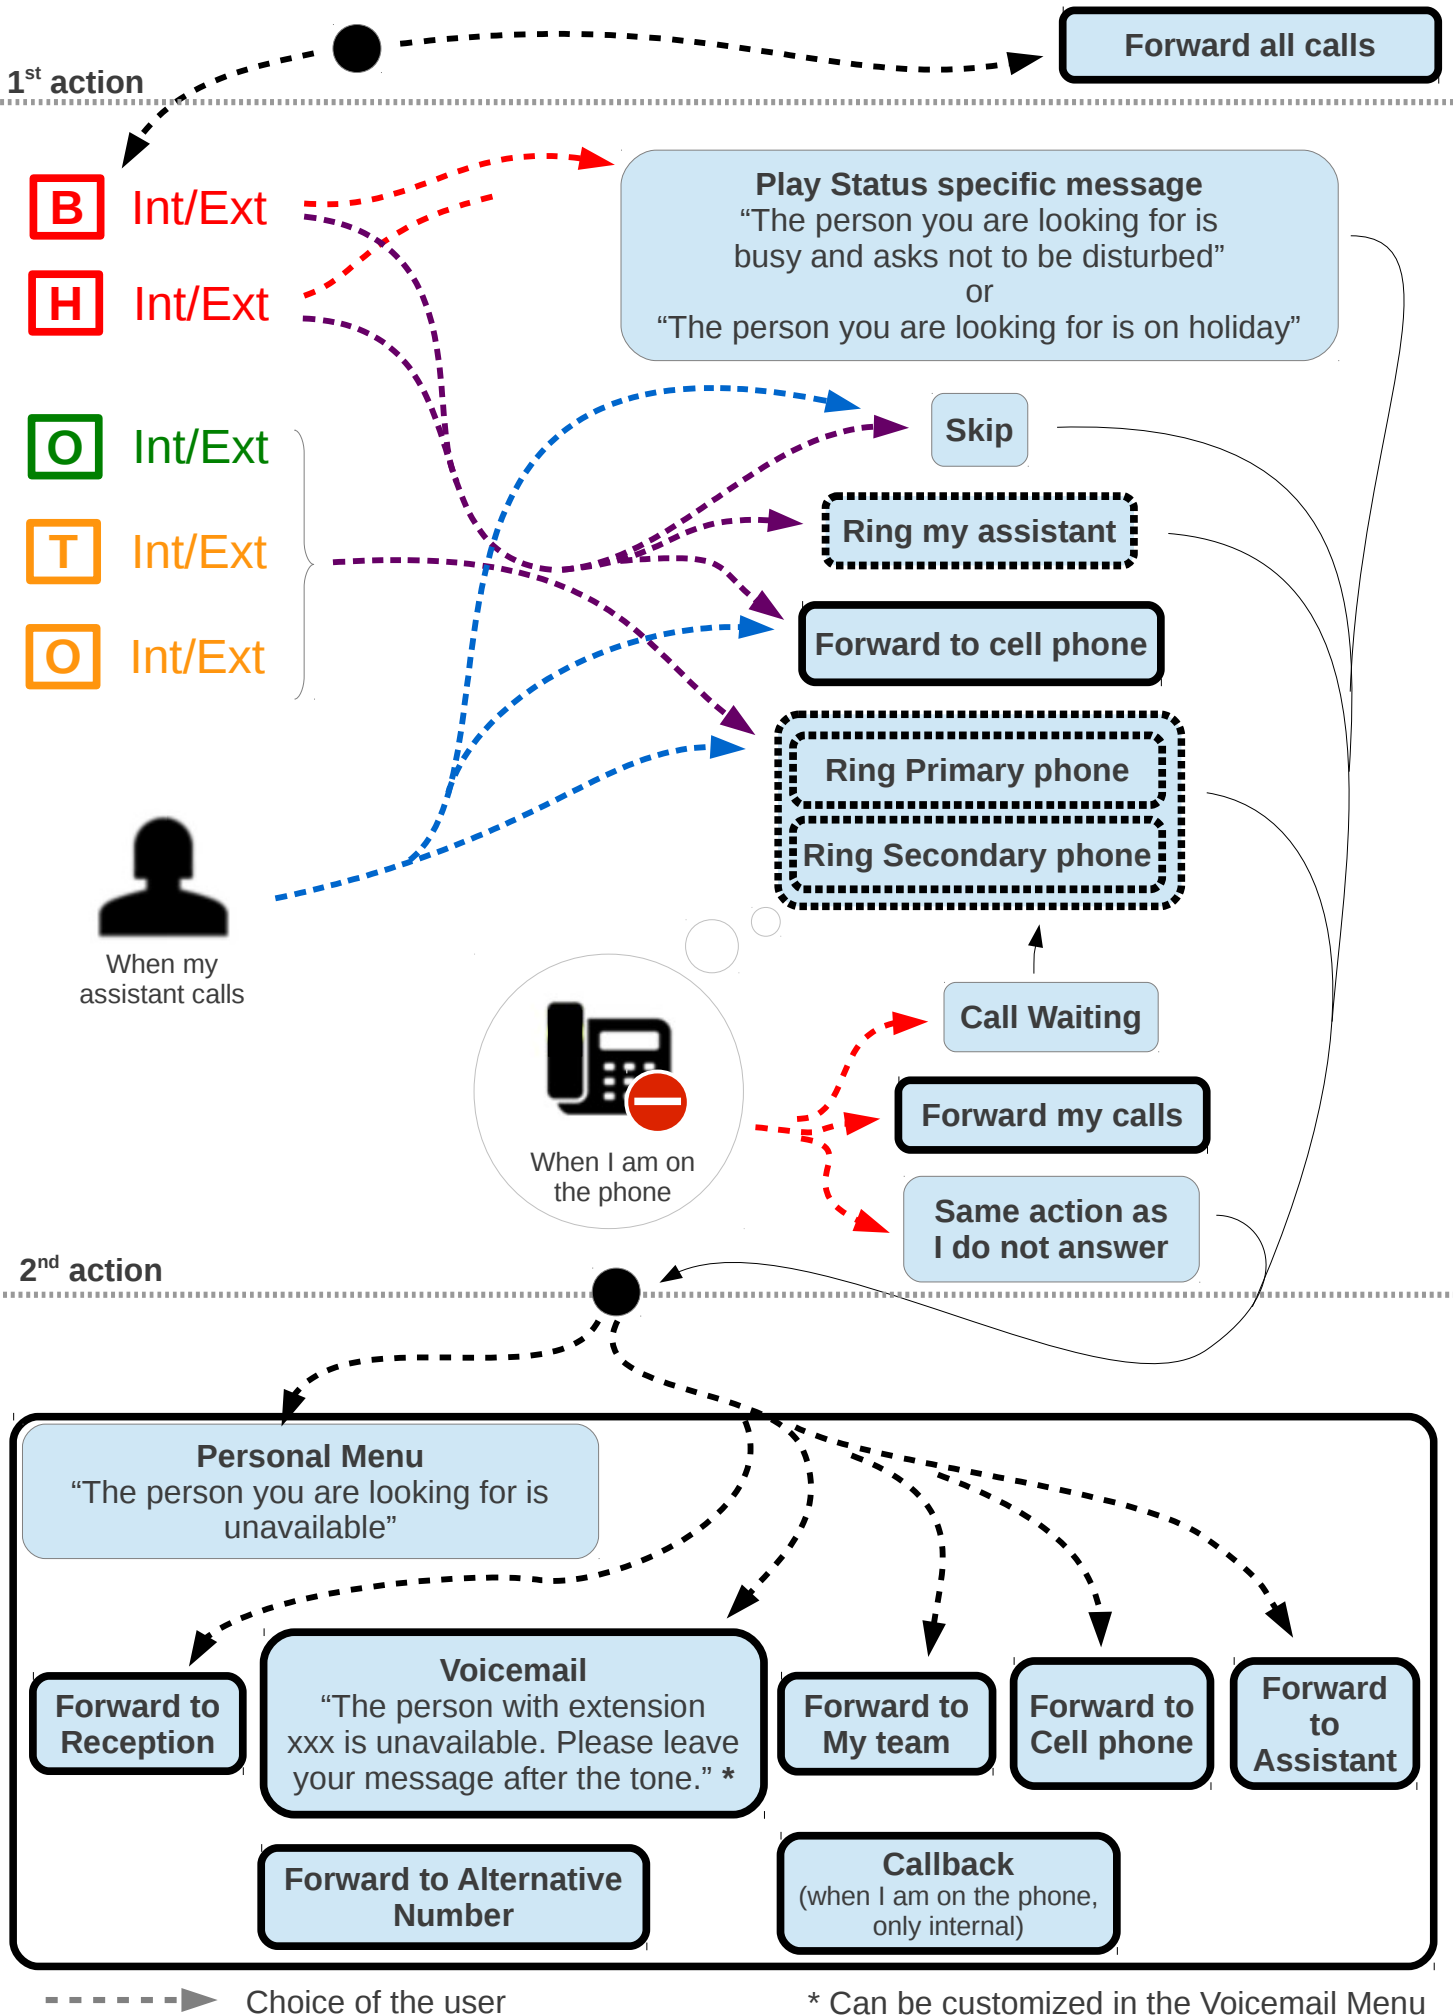 Forward all calls
1st action
B Int/Ext
Play Status specific message
“The person you are looking for is
busy and asks not to be disturbed”
or
“The person you are looking for is on holiday”
H Int/Ext
O Int/Ext
Skip
T Int/Ext
Ring my assistant
O Int/Ext
Forward to cell phone
Ring Primary phone
Ring Secondary phone
When my
assistant calls
Call Waiting
When I am on
the phone
Forward my calls
Same action as
I do not answer
2nd action
Personal Menu
“The person you are looking for is
unavailable”
Forward to
Reception
Voicemail
“The person with extension
xxx is unavailable. Please leave
your message after the tone.” *
Forward to
My team
Forward to
Cell phone
Forward
to
Assistant
Forward to Alternative
Number
Callback
(when I am on the phone,
only internal)
Choice of the user
* Can be customized in the Voicemail Menu